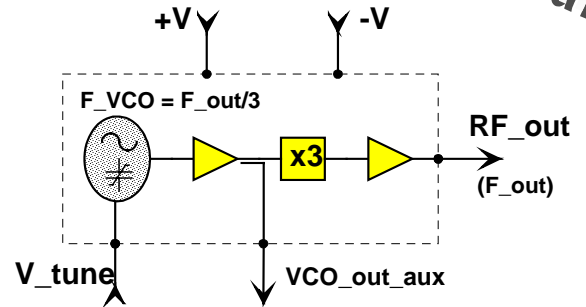 +V
-V
F_VCO = F_out/3
x3
RF_out
(F_out)
V_tune
VCO_out_aux